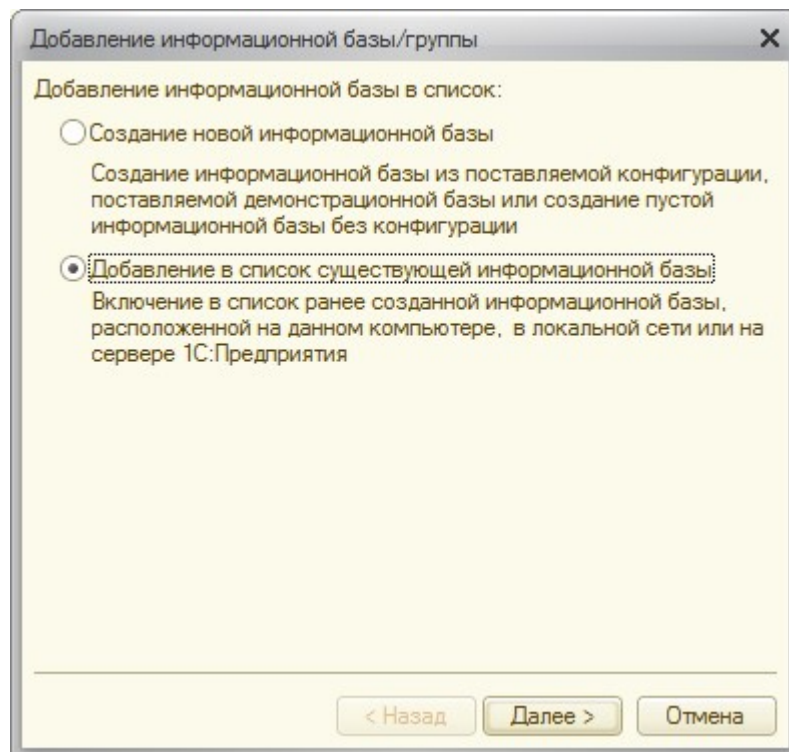 Добавление информационной базы/группы
Добавление информационной базы в список:
Создание новой информационной базы
Создание информационной базы из поставляемой конфигурации,
поставляемой демонстрационной базы или создание пустой
информационной базы без конфигурации
Добавление в список существующей информационной базы
Включение в список ранее созданной информационной базы,
расположенной на данном компьютере, в локальной сети или на
сервере 1С:Предприятия
< Назад Далее > Отмена